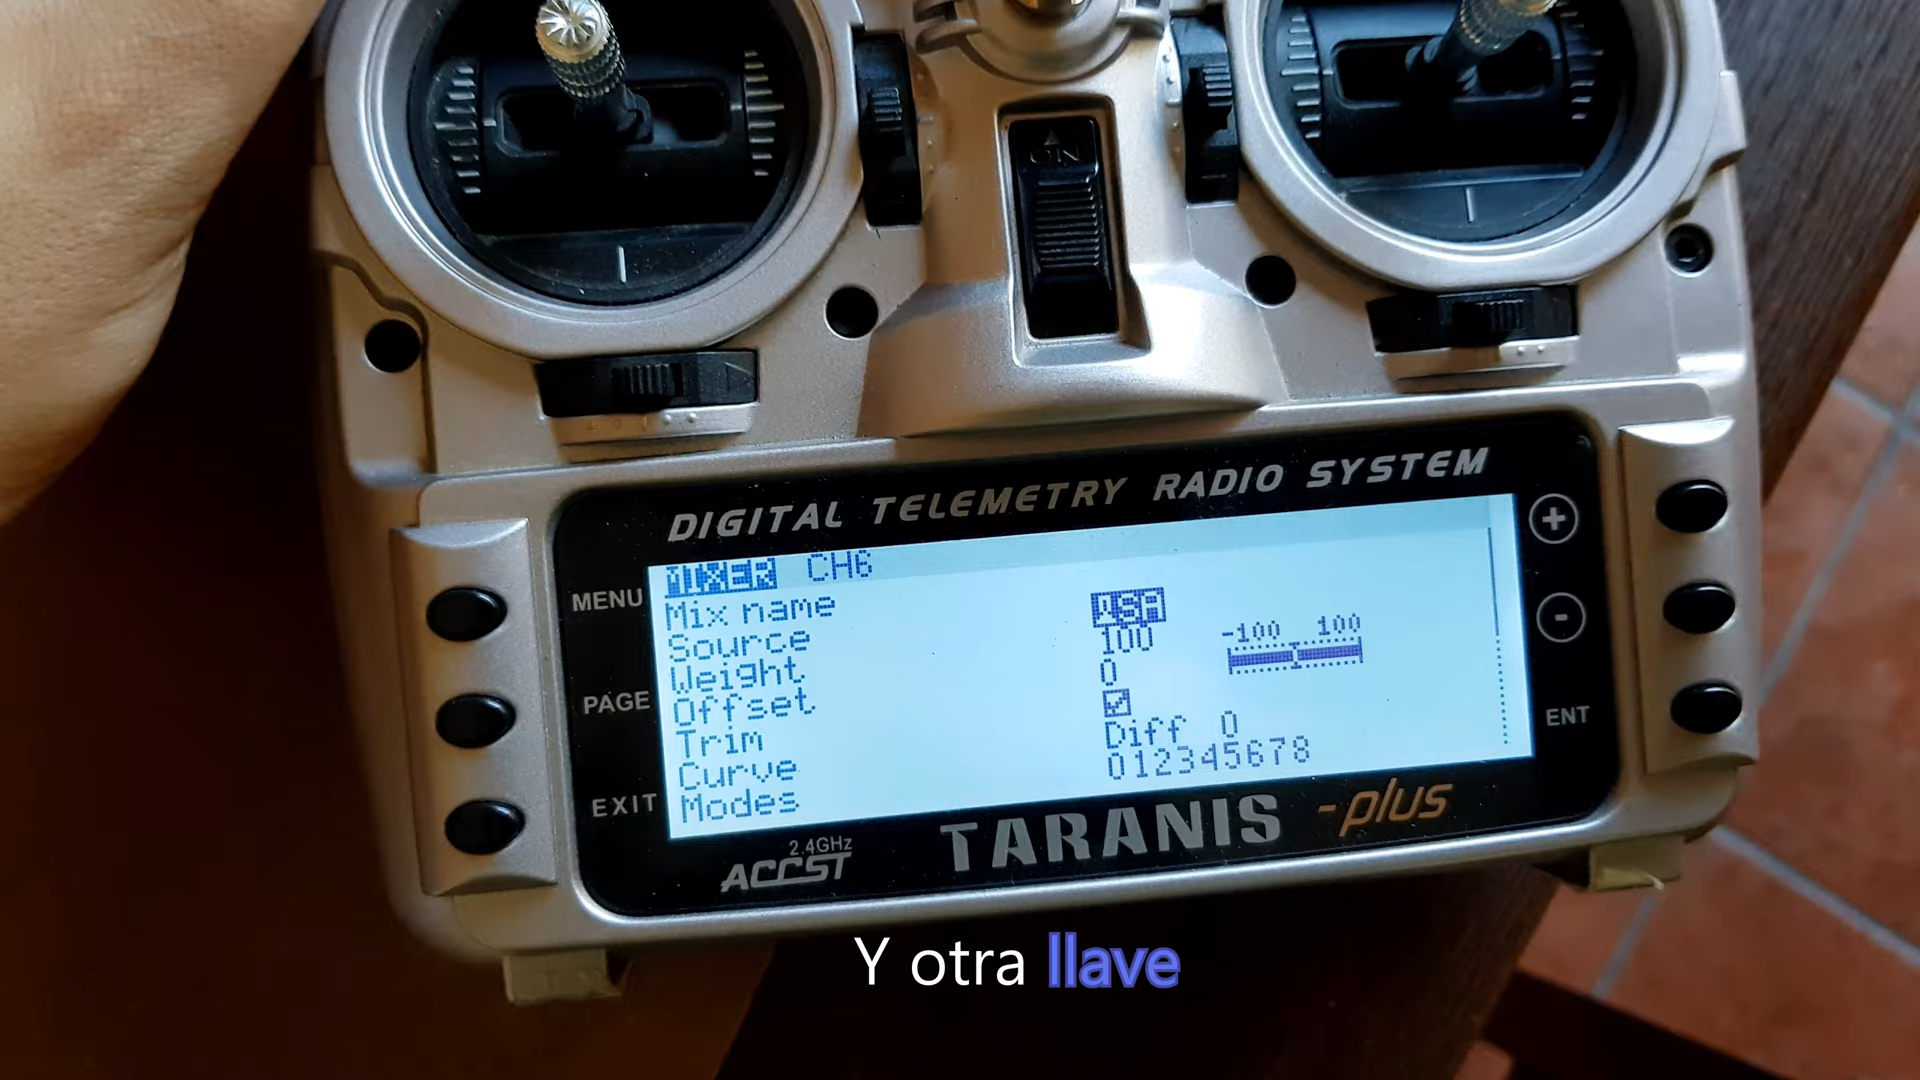 ON
DIGITAL TELEMETRY RADIO SYSTEM
MIXER CH6
Mix name
Source
Weight 100 -100 100
Offset 0
Trim
Curve Diff 0
Modes 012345678
MENU
PAGE
EXIT
ENT
ACCST 2.4GHz
TARANIS -plus
Y otra llave